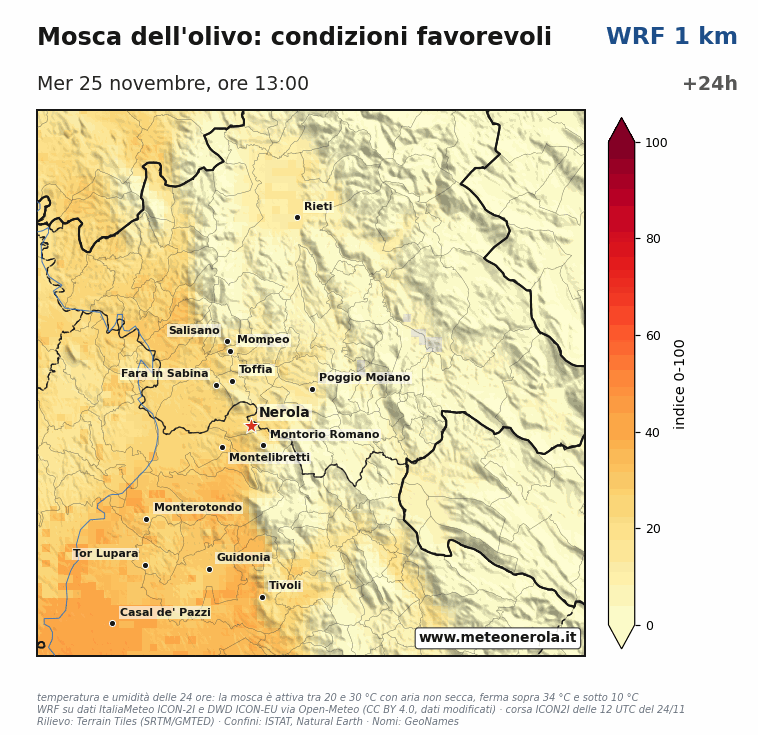 Mosca dell'olivo: condizioni favorevoli
WRF 1 km
Mer 25 novembre, ore 13:00
+24h
Rieti
Salisano
Mompeo
Toffia
Fara in Sabina
Poggio Moiano
Nerola
Montorio Romano
Montelibretti
Monterotondo
Tor Lupara
Guidonia
Tivoli
Casal de' Pazzi
www.meteonerola.it
100
80
60
40
20
0
indice 0-100
temperatura e umidità delle 24 ore: la mosca è attiva tra 20 e 30 °C con aria non secca, ferma sopra 34 °C e sotto 10 °C
WRF su dati ItaliaMeteo ICON-2I e DWD ICON-EU via Open-Meteo (CC BY 4.0, dati modificati) · corsa ICON2I delle 12 UTC del 24/11
Rilievo: Terrain Tiles (SRTM/GMTED) · Confini: ISTAT, Natural Earth · Nomi: GeoNames